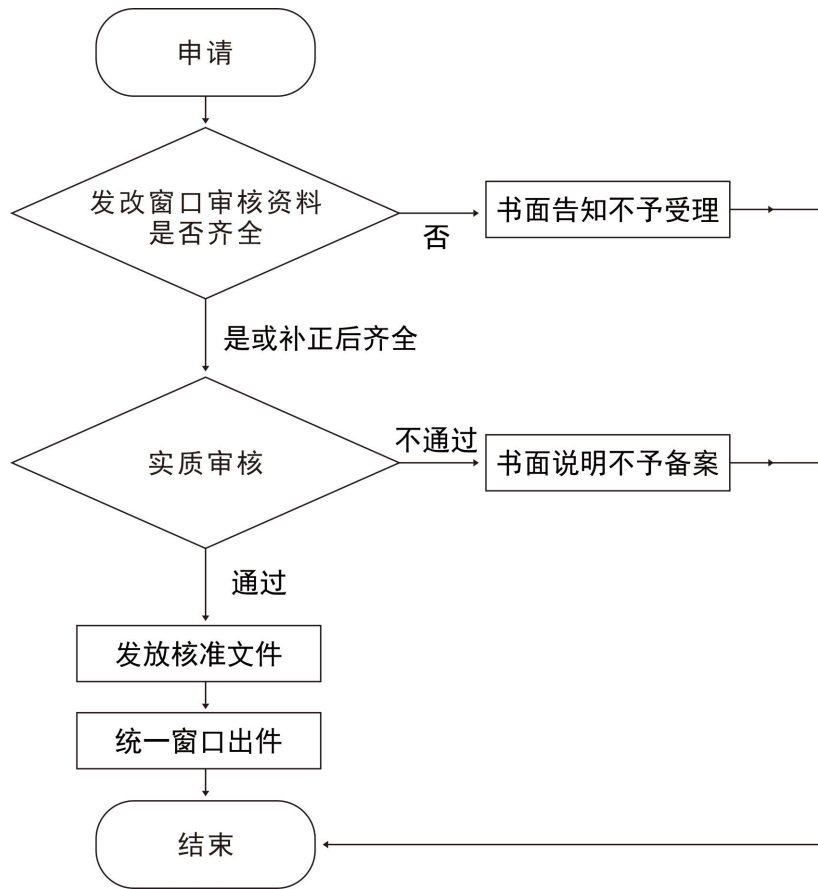 申请
发改窗口审核资料
是否齐全
否
书面告知不予受理
是或补正后齐全
实质审核
不通过
书面说明不予备案
通过
发放核准文件
统一窗口出件
结束